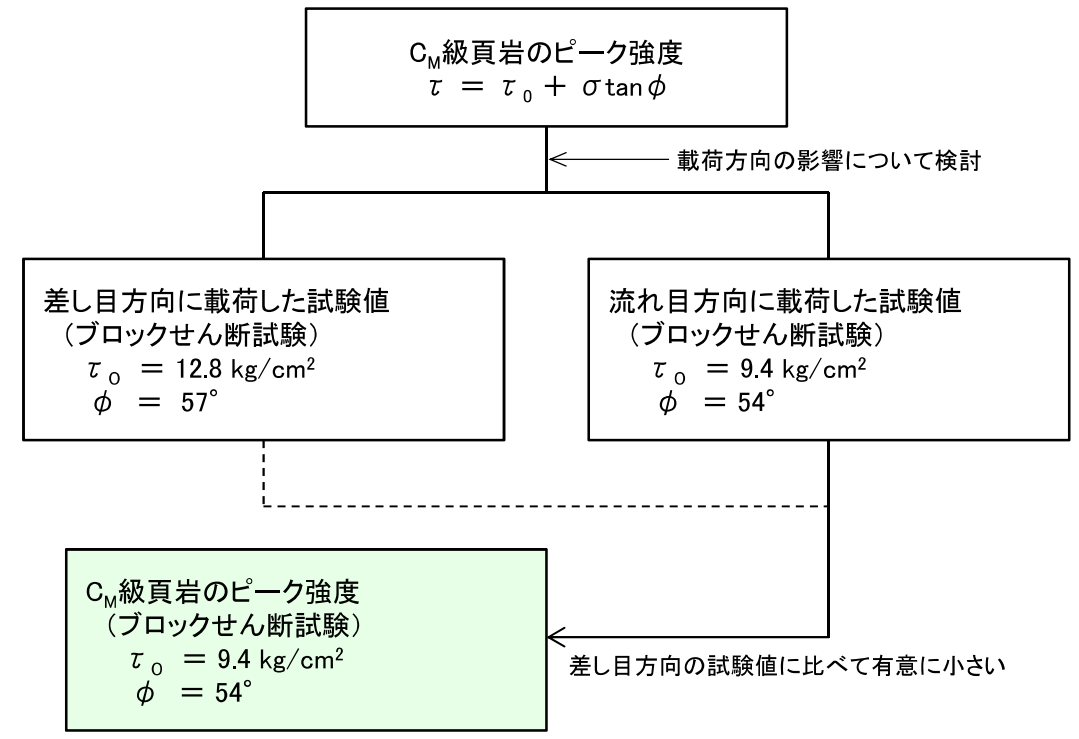 CM級頁岩のピーク強度
τ = τ0 + σtanφ
載荷方向の影響について検討
差し目方向に載荷した試験値
(ブロックせん断試験)
τ0 = 12.8 kg/cm²
φ = 57°
流れ目方向に載荷した試験値
(ブロックせん断試験)
τ0 = 9.4 kg/cm²
φ = 54°
CM級頁岩のピーク強度
(ブロックせん断試験)
τ0 = 9.4 kg/cm²
φ = 54°
差し目方向の試験値に比べて有意に小さい